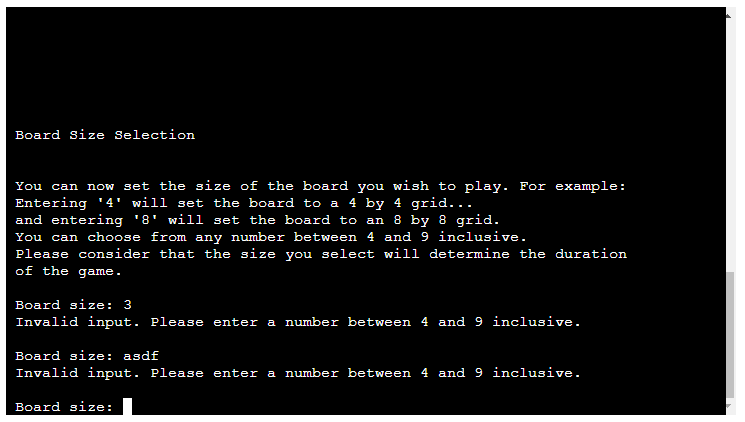 Board Size Selection
You can now set the size of the board you wish to play. For example:
Entering '4' will set the board to a 4 by 4 grid...
and entering '8' will set the board to an 8 by 8 grid.
You can choose from any number between 4 and 9 inclusive.
Please consider that the size you select will determine the duration
of the game.
Board size: 3
Invalid input. Please enter a number between 4 and 9 inclusive.
Board size: asdf
Invalid input. Please enter a number between 4 and 9 inclusive.
Board size: